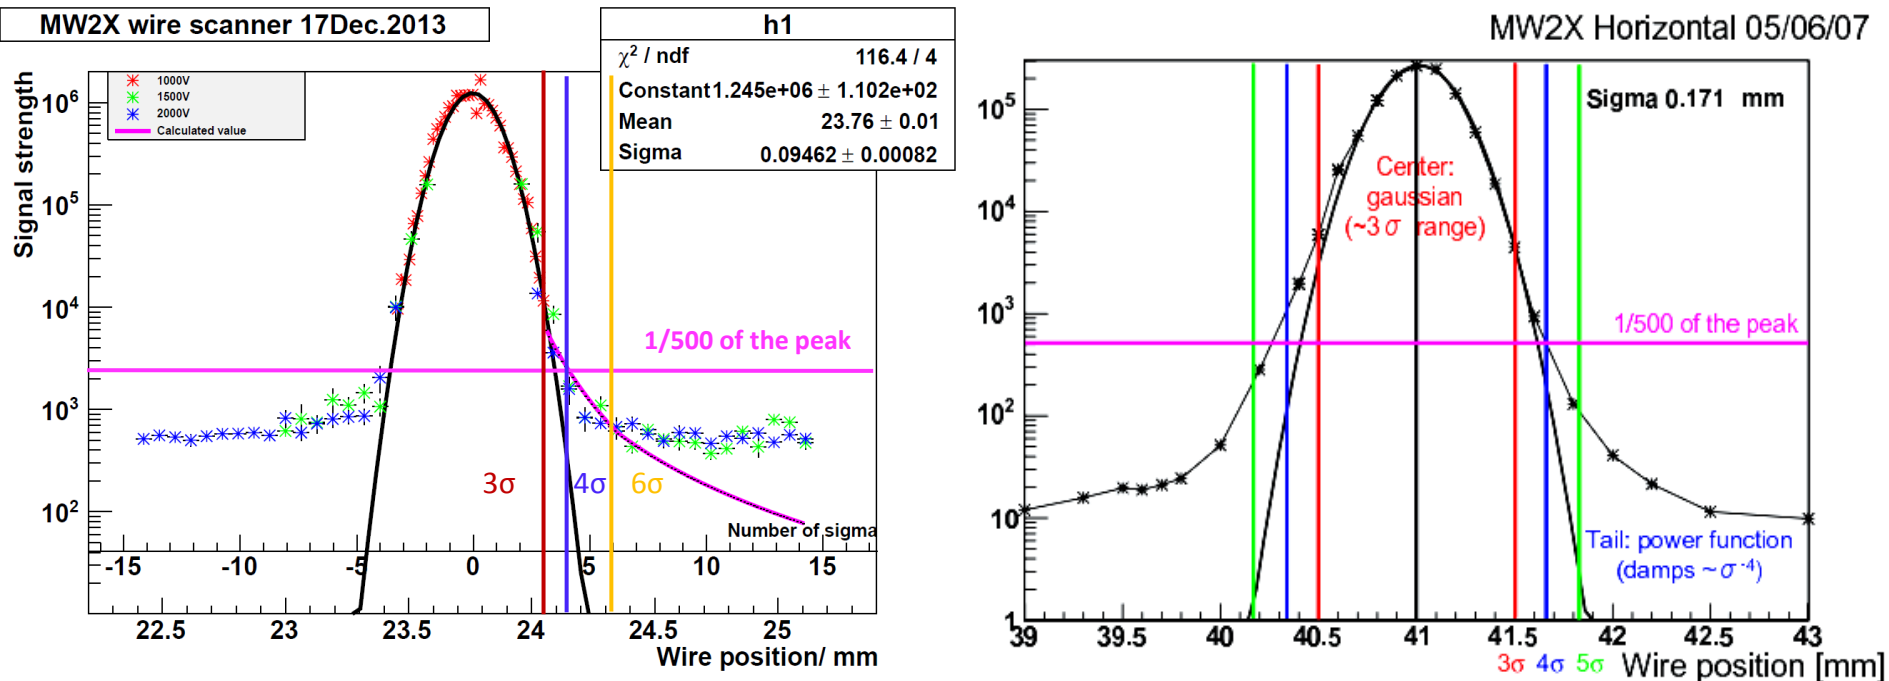 MW2X wire scanner 17Dec.2013
h1
χ² / ndf 116.4 / 4
Constant 1.245e+06 ± 1.102e+02
Mean 23.76 ± 0.01
Sigma 0.09462 ± 0.00082
1000V
1500V
2000V
Calculated value
Signal strength
10⁶
10⁵
10⁴
10³
10²
1/500 of the peak
3σ 4σ 6σ
Number of sigma
-15 -10 -5 0 5 10 15
22.5 23 23.5 24 24.5 25
Wire position/ mm
MW2X Horizontal 05/06/07
Sigma 0.171 mm
10⁵
10⁴
10³
10²
10
1
Center:
gaussian
(~3σ range)
1/500 of the peak
Tail: power function
(damps ~ σ⁻⁴)
39 39.5 40 40.5 41 41.5 42 42.5 43
3σ 4σ 5σ Wire position [mm]